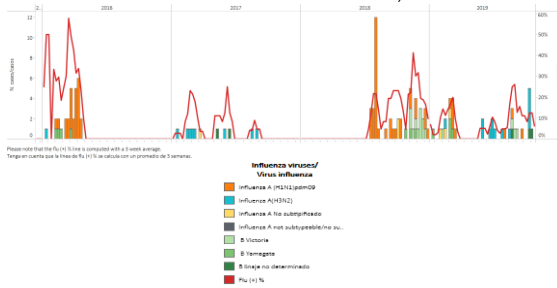 2.. 2016 2017 2018 2019
12 60%
10 50%
8 40%
6 30%
4 20%
2 10%
0 0%
Please note that the flu (+) % line is computed with a 3-week average.
Tenga en cuenta que la línea de flu (+) % se calcula con un promedio de 3 semanas.
Influenza viruses/
Virus influenza
Influenza A (H1N1)pdm09
Influenza A(H3N2)
Influenza A No subtipificado
Influenza A not subtypeable/no su..
B Victoria
B Yamagata
B linaje no determinado
Flu (+) %